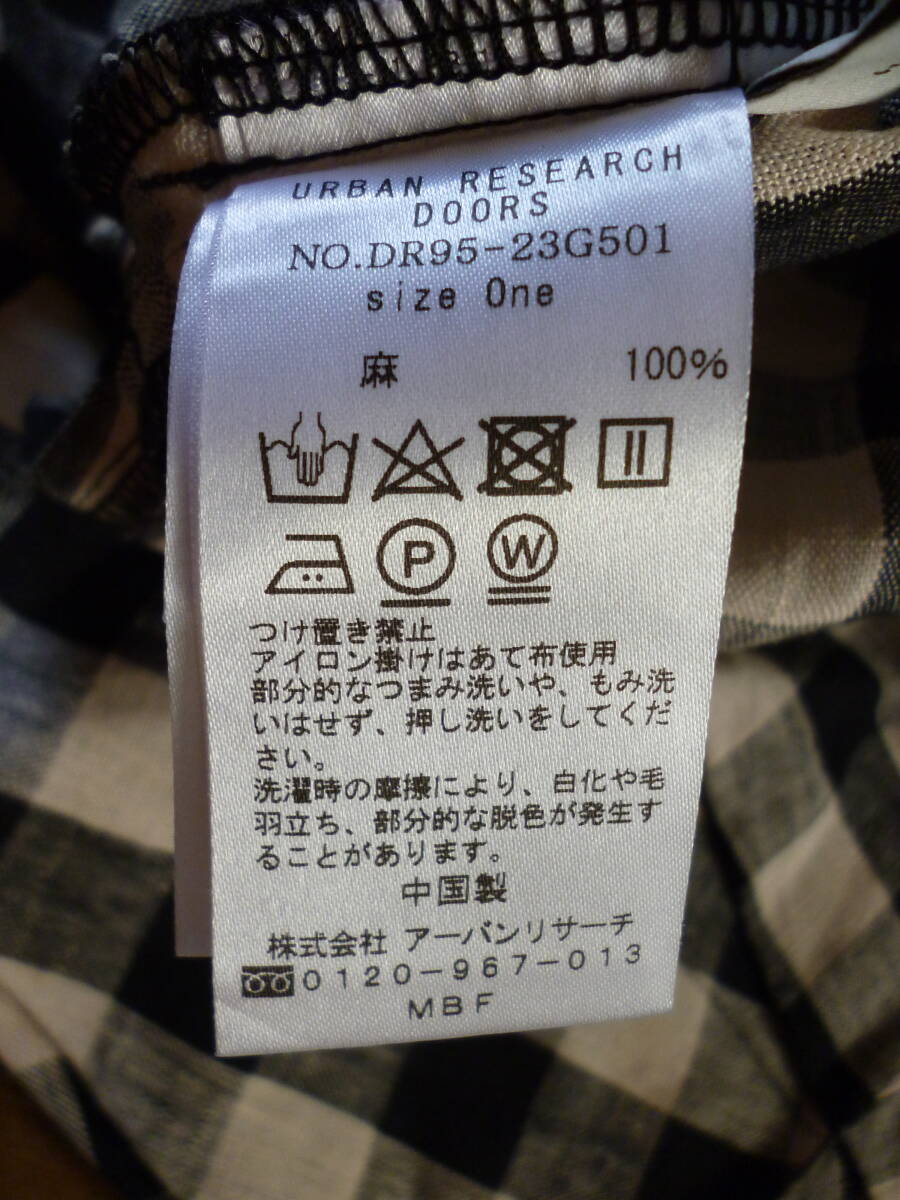 URBAN RESEARCH
DOORS
NO.DR95-23G501
size One
麻 100%
P W
つけ置き禁止
アイロン掛けはあて布使用
部分的なつまみ洗いや、もみ洗
いはせず、押し洗いをしてくだ
さい。
洗濯時の摩擦により、白化や毛
羽立ち、部分的な脱色が発生す
ることがあります。
中国製
株式会社 アーバンリサーチ
0120-967-013
MBF